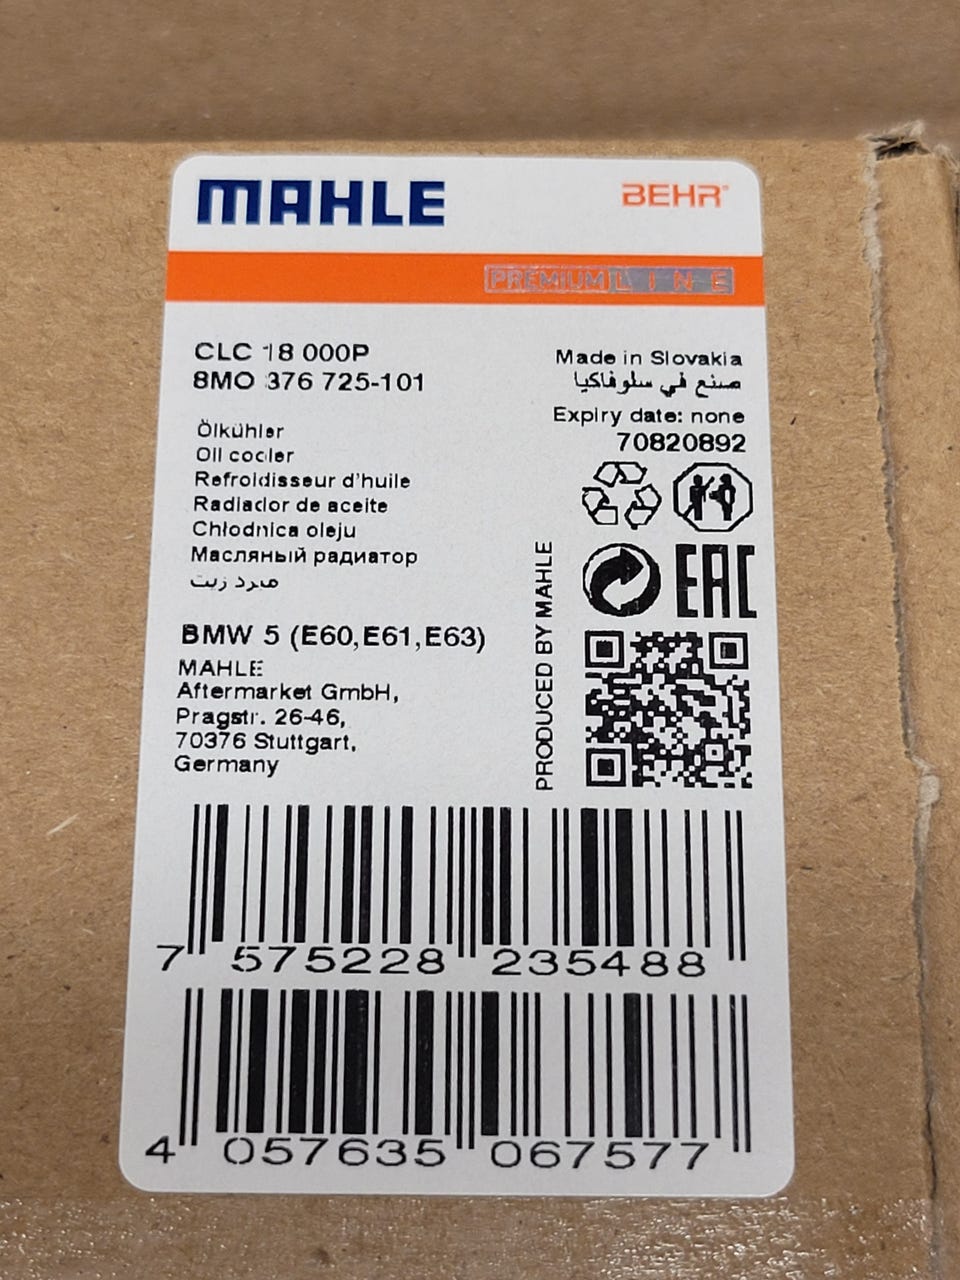 MAHLE
BEHR®
PREMIUM LINE
CLC 18 000P
8MO 376 725-101
Made in Slovakia
صنع في سلوفاكيا
Expiry date: none
70820892
Ölkühler
Oil cooler
Refroidisseur d'huile
Radiador de aceite
Chłodnica oleju
Масляный радиатор
مبرد زيت
EAC
PRODUCED BY MAHLE
BMW 5 (E60,E61,E63)
MAHLE
Aftermarket GmbH,
Pragstr. 26-46,
70376 Stuttgart,
Germany
7 575228 235488
4 057635 067577